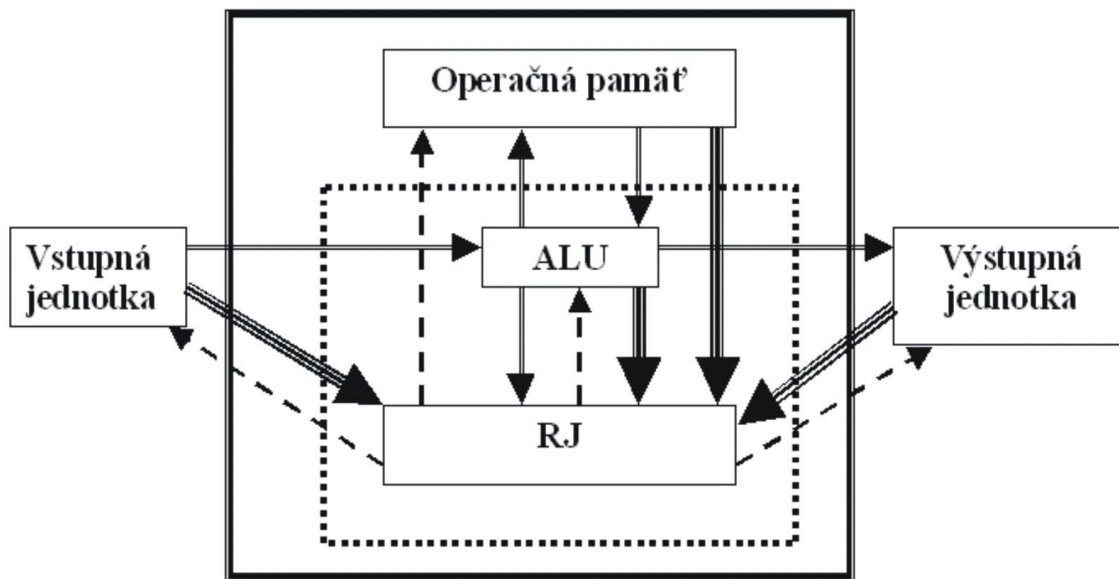 Operačná pamäť
Vstupná
jednotka
ALU
Výstupná
jednotka
RJ